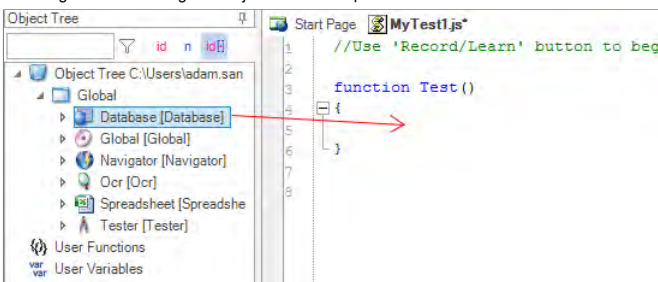 Object Tree
id n id[]
Object Tree C:\Users\adam.san
Global
Database [Database]
Global [Global]
Navigator [Navigator]
Ocr [Ocr]
Spreadsheet [Spreadshe
Tester [Tester]
User Functions
var var User Variables
Start Page MyTest1.js*
1 //Use 'Record/Learn' button to beg
2
3 function Test()
4 {
5
6 }
7
8